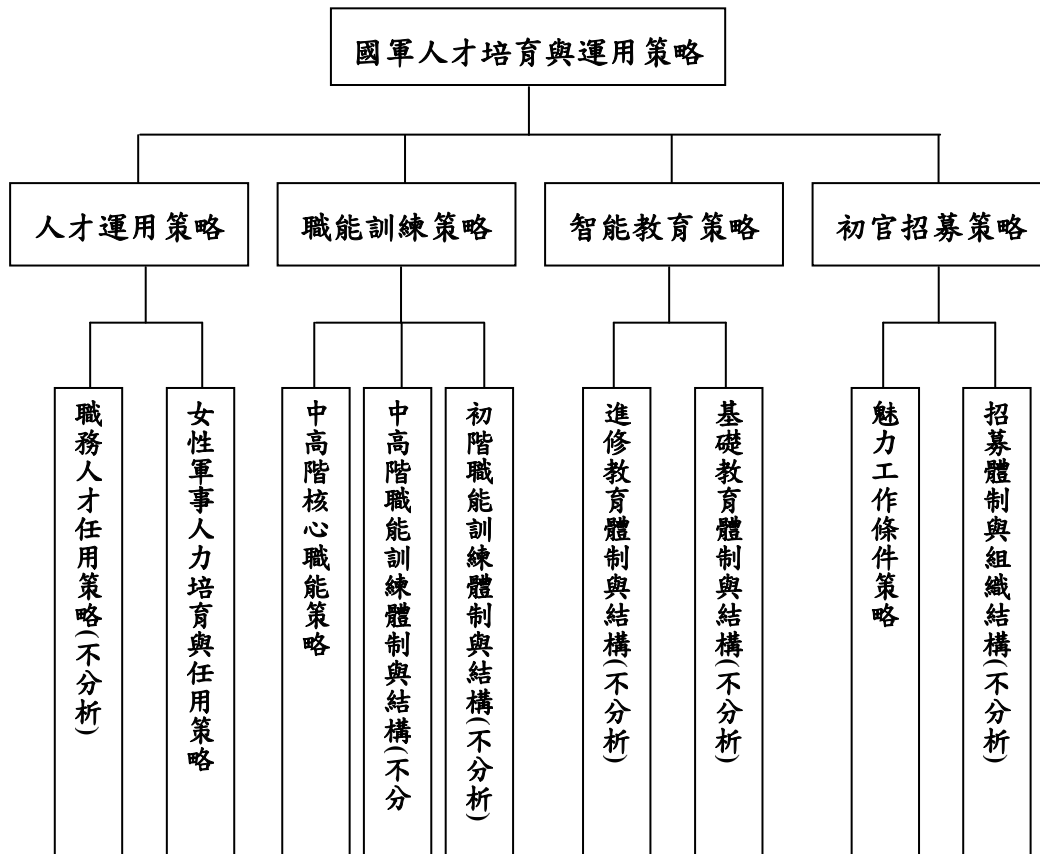 國軍人才培育與運用策略
人才運用策略
職能訓練策略
智能教育策略
初官招募策略
職務人才任用策略(不分析)
女性軍事人力培育與任用策略
中高階核心職能策略
中高階職能訓練體制與結構(不分
初階職能訓練體制與結構(不分析)
進修教育體制與結構(不分析)
基礎教育體制與結構(不分析)
魅力工作條件策略
招募體制與組織結構(不分析)